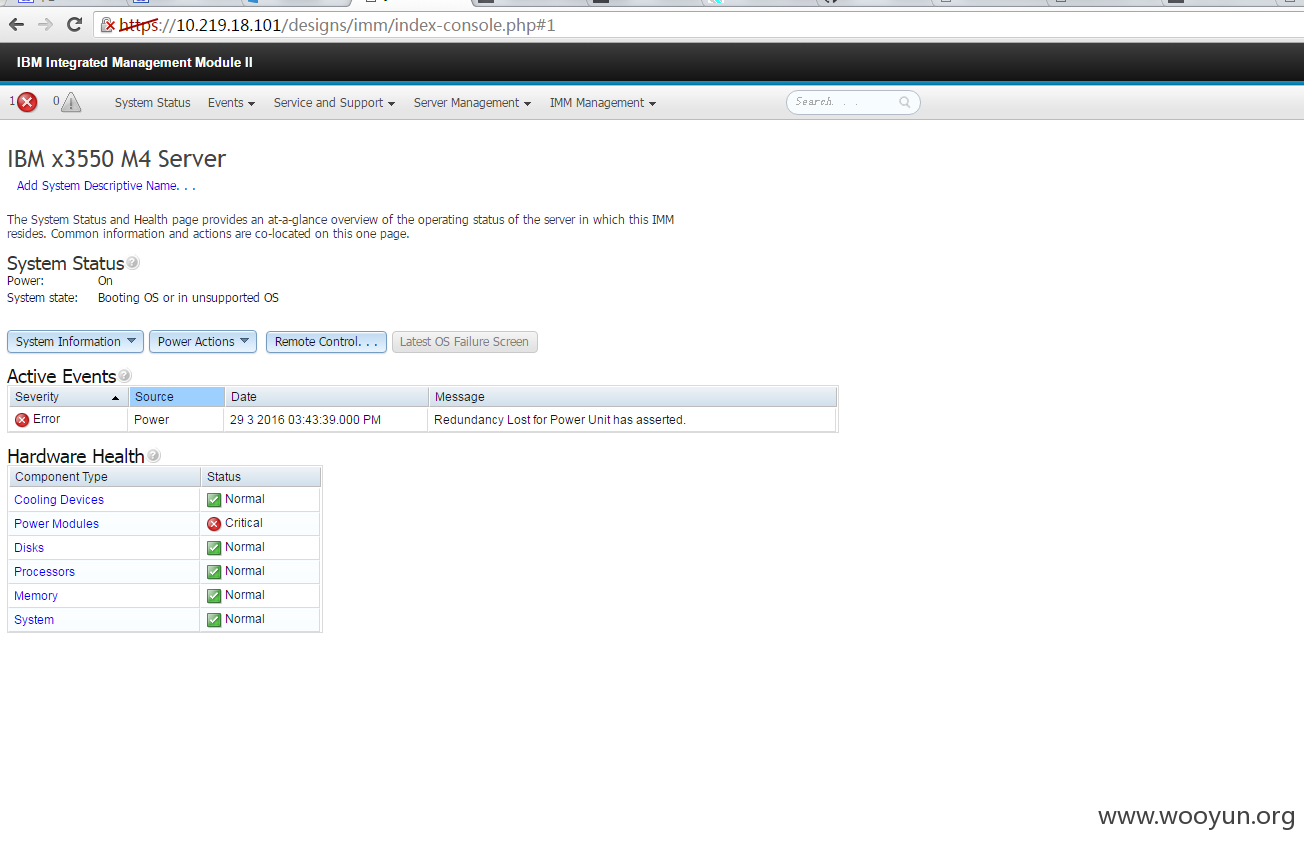 https://10.219.18.101/designs/imm/index-console.php#1
IBM Integrated Management Module II
1 0 System Status Events Service and Support Server Management IMM Management Search. . .
IBM x3550 M4 Server
Add System Descriptive Name. . .
The System Status and Health page provides an at-a-glance overview of the operating status of the server in which this IMM
resides. Common information and actions are co-located on this one page.
System Status
Power: On
System state: Booting OS or in unsupported OS
System Information Power Actions Remote Control. . . Latest OS Failure Screen
Active Events
Severity Source Date Message
Error Power 29 3 2016 03:43:39.000 PM Redundancy Lost for Power Unit has asserted.
Hardware Health
Component Type Status
Cooling Devices Normal
Power Modules Critical
Disks Normal
Processors Normal
Memory Normal
System Normal
www.wooyun.org